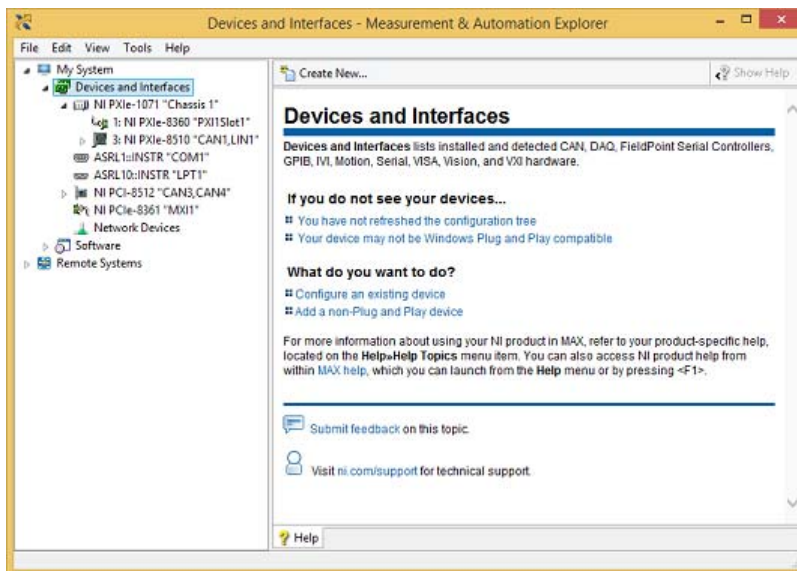 Devices and Interfaces - Measurement & Automation Explorer
File Edit View Tools Help
My System
Devices and Interfaces
NI PXIe-1071 "Chassis 1"
1: NI PXIe-8360 "PXI1Slot1"
3: NI PXIe-8510 "CAN1,LIN1"
ASRL1::INSTR "COM1"
ASRL10::INSTR "LPT1"
NI PCI-8512 "CAN3,CAN4"
NI PCIe-8361 "MXI1"
Network Devices
Software
Remote Systems
Create New...
Show Help
Devices and Interfaces
Devices and Interfaces lists installed and detected CAN, DAQ, FieldPoint Serial Controllers,
GPIB, IVI, Motion, Serial, VISA, Vision, and VXI hardware.
If you do not see your devices...
You have not refreshed the configuration tree
Your device may not be Windows Plug and Play compatible
What do you want to do?
Configure an existing device
Add a non-Plug and Play device
For more information about using your NI product in MAX, refer to your product-specific help,
located on the Help»Help Topics menu item. You can also access NI product help from
within MAX help, which you can launch from the Help menu or by pressing <F1>.
Submit feedback on this topic.
Visit ni.com/support for technical support.
Help